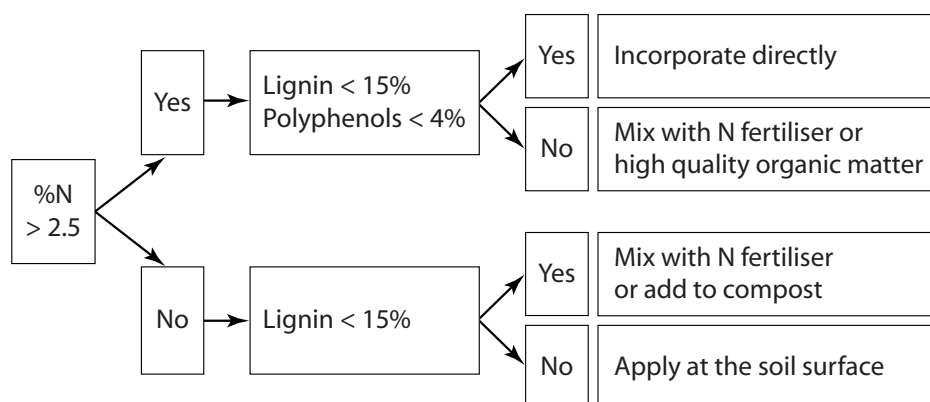 %N
> 2.5
Yes
Lignin < 15%
Polyphenols < 4%
Yes
Incorporate directly
No
Mix with N fertiliser or
high quality organic matter
No
Lignin < 15%
Yes
Mix with N fertiliser
or add to compost
No
Apply at the soil surface